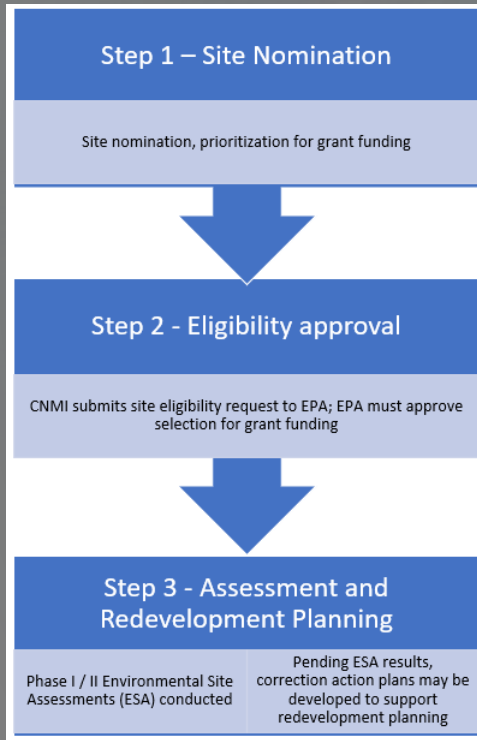 Step 1 – Site Nomination
Site nomination, prioritization for grant funding
Step 2 - Eligibility approval
CNMI submits site eligibility request to EPA; EPA must approve
selection for grant funding
Step 3 - Assessment and
Redevelopment Planning
Phase I / II Environmental Site
Assessments (ESA) conducted
Pending ESA results,
correction action plans may be
developed to support
redevelopment planning